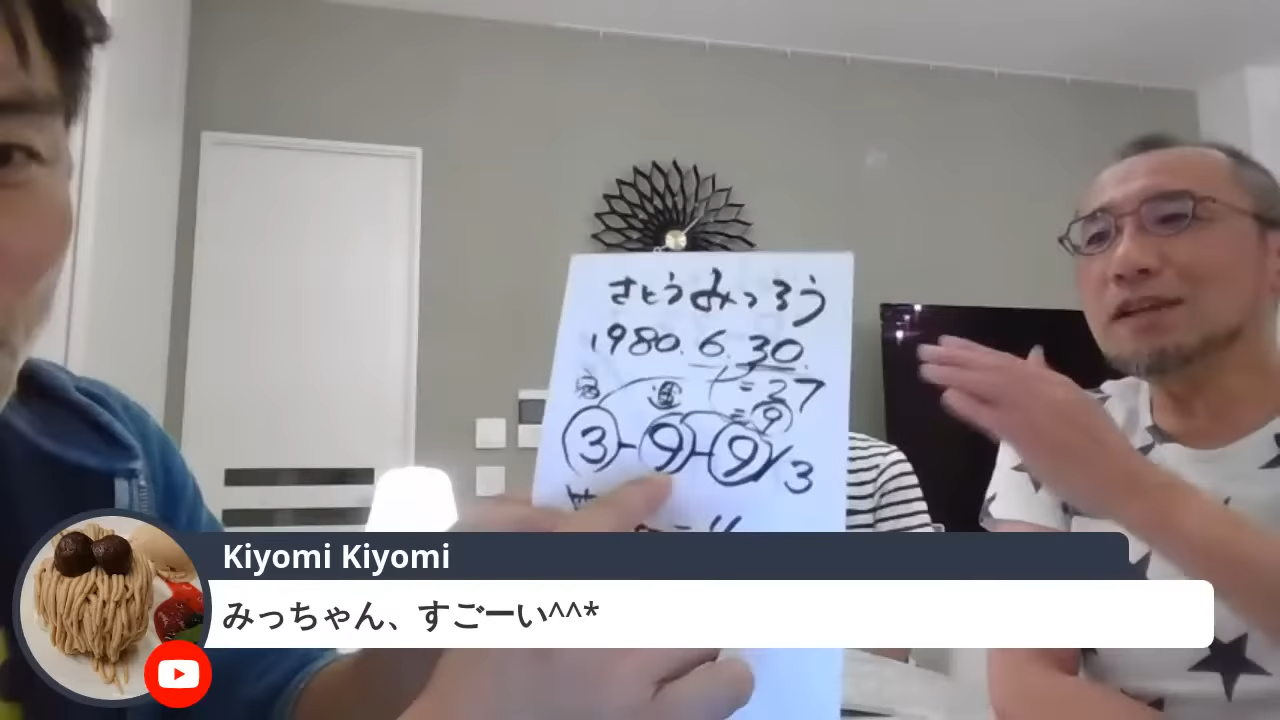 さとうみつろう
1980.6.30.
=27
=9
3-9-9/3
Kiyomi Kiyomi
みっちゃん、すごーい^^*